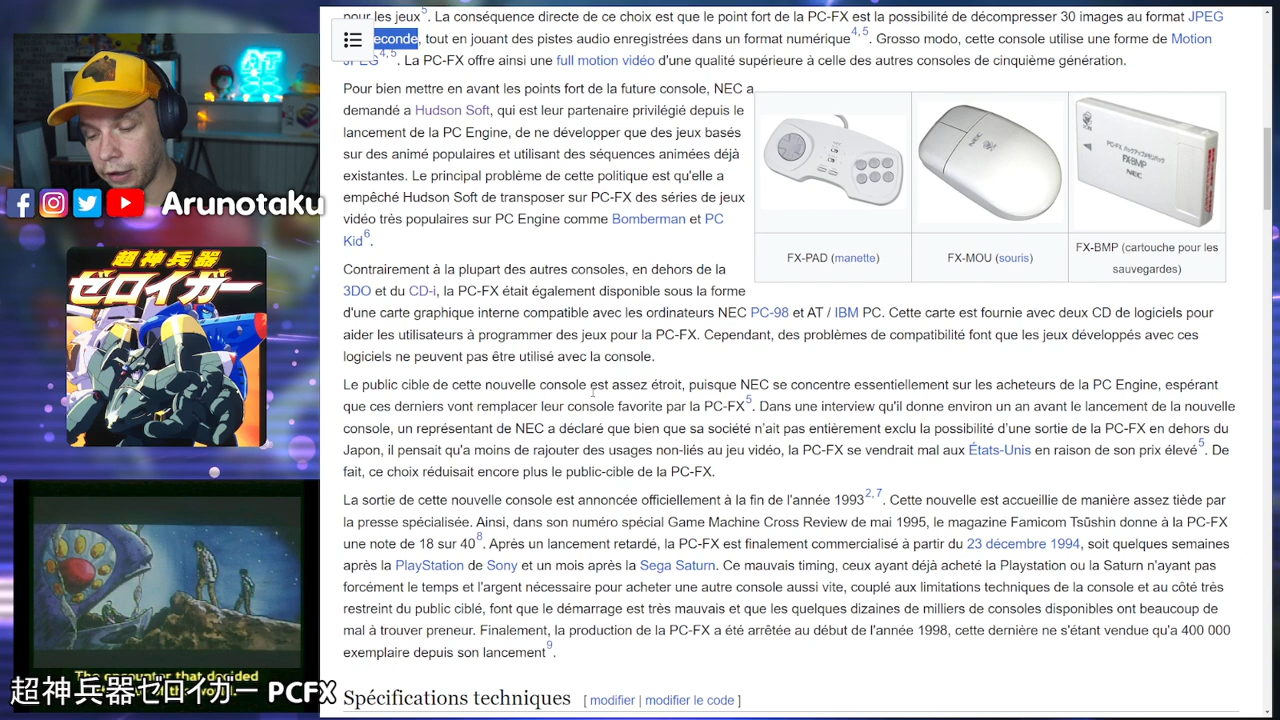 pour les jeux5. La conséquence directe de ce choix est que le point fort de la PC-FX est la possibilité de décompresser 30 images au format JPEG
econde, tout en jouant des pistes audio enregistrées dans un format numérique4, 5. Grosso modo, cette console utilise une forme de Motion
JPEG4, 5. La PC-FX offre ainsi une full motion vidéo d'une qualité supérieure à celle des autres consoles de cinquième génération.
Pour bien mettre en avant les points fort de la future console, NEC a
demandé a Hudson Soft, qui est leur partenaire privilégié depuis le
lancement de la PC Engine, de ne développer que des jeux basés
sur des animé populaires et utilisant des séquences animées déjà
existantes. Le principal problème de cette politique est qu'elle a
empêché Hudson Soft de transposer sur PC-FX des séries de jeux
vidéo très populaires sur PC Engine comme Bomberman et PC
Kid6.
NEC
PC-FX バックアップメモリパック
FX-BMP
NEC
FX-PAD (manette)
FX-MOU (souris)
FX-BMP (cartouche pour les
sauvegardes)
Contrairement à la plupart des autres consoles, en dehors de la
3DO et du CD-i, la PC-FX était également disponible sous la forme
d'une carte graphique interne compatible avec les ordinateurs NEC PC-98 et AT / IBM PC. Cette carte est fournie avec deux CD de logiciels pour
aider les utilisateurs à programmer des jeux pour la PC-FX. Cependant, des problèmes de compatibilité font que les jeux développés avec ces
logiciels ne peuvent pas être utilisé avec la console.
Le public cible de cette nouvelle console est assez étroit, puisque NEC se concentre essentiellement sur les acheteurs de la PC Engine, espérant
que ces derniers vont remplacer leur console favorite par la PC-FX5. Dans une interview qu'il donne environ un an avant le lancement de la nouvelle
console, un représentant de NEC a déclaré que bien que sa société n'ait pas entièrement exclu la possibilité d'une sortie de la PC-FX en dehors du
Japon, il pensait qu'a moins de rajouter des usages non-liés au jeu vidéo, la PC-FX se vendrait mal aux États-Unis en raison de son prix élevé5. De
fait, ce choix réduisait encore plus le public-cible de la PC-FX.
La sortie de cette nouvelle console est annoncée officiellement à la fin de l'année 19932, 7. Cette nouvelle est accueillie de manière assez tiède par
la presse spécialisée. Ainsi, dans son numéro spécial Game Machine Cross Review de mai 1995, le magazine Famicom Tsūshin donne à la PC-FX
une note de 18 sur 408. Après un lancement retardé, la PC-FX est finalement commercialisé à partir du 23 décembre 1994, soit quelques semaines
après la PlayStation de Sony et un mois après la Sega Saturn. Ce mauvais timing, ceux ayant déjà acheté la Playstation ou la Saturn n'ayant pas
forcément le temps et l'argent nécessaire pour acheter une autre console aussi vite, couplé aux limitations techniques de la console et au côté très
restreint du public ciblé, font que le démarrage est très mauvais et que les quelques dizaines de milliers de consoles disponibles ont beaucoup de
mal à trouver preneur. Finalement, la production de la PC-FX a été arrêtée au début de l'année 1998, cette dernière ne s'étant vendue qu'a 400 000
exemplaire depuis son lancement9.
Spécifications techniques [ modifier | modifier le code ]
AT
Arunotaku
超神兵器
ゼロイガー
The encounter that decided
超神兵器ゼロイガー PCFX